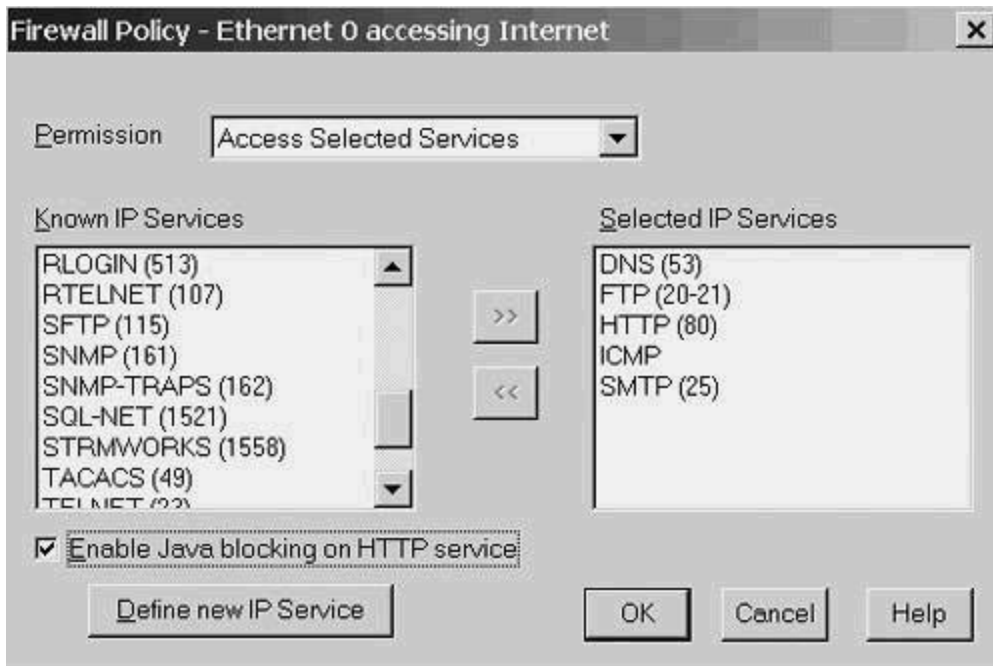 Firewall Policy - Ethernet 0 accessing Internet
Permission
Access Selected Services
Known IP Services
RLOGIN (513)
RTELNET (107)
SFTP (115)
SNMP (161)
SNMP-TRAPS (162)
SQL-NET (1521)
STRMWORKS (1558)
TACACS (49)
TELNET (23)
>>
<<
Selected IP Services
DNS (53)
FTP (20-21)
HTTP (80)
ICMP
SMTP (25)
Enable Java blocking on HTTP service
Define new IP Service
OK
Cancel
Help